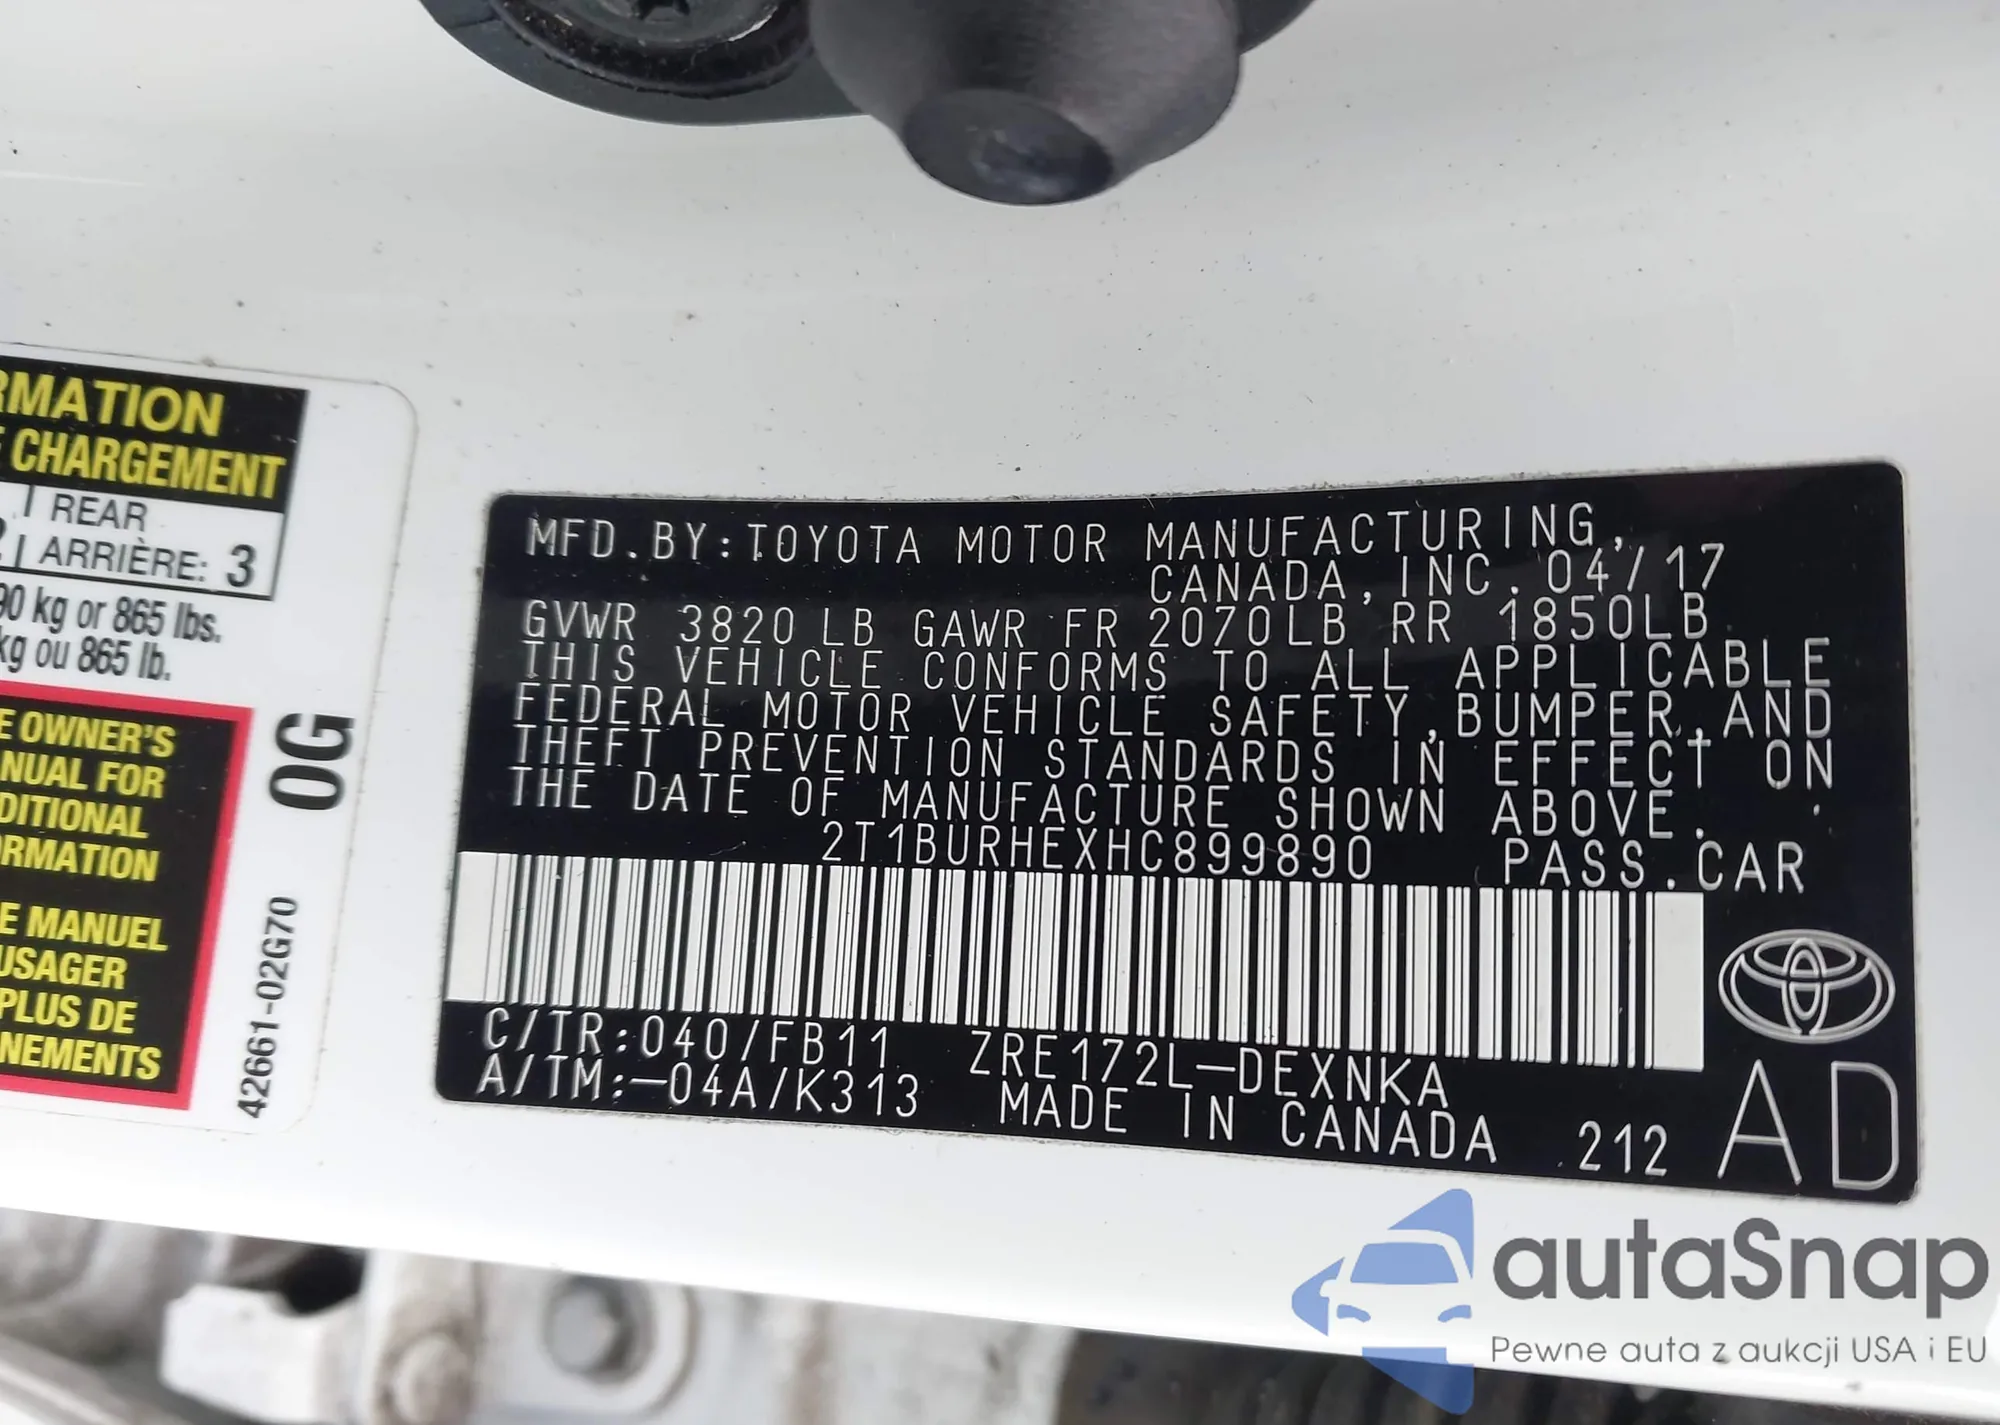 RMATION
E CHARGEMENT
REAR
ARRIÈRE: 3
90 kg or 865 lbs.
kg ou 865 lb.
E OWNER'S
NUAL FOR
DITIONAL
ORMATION
E MANUEL
USAGER
PLUS DE
NEMENTS
0G
42661-02G70
MFD.BY:TOYOTA MOTOR MANUFACTURING,
CANADA,INC. 04/17
GVWR 3820LB GAWR FR 2070LB RR 1850LB
THIS VEHICLE CONFORMS TO ALL APPLICABLE
FEDERAL MOTOR VEHICLE SAFETY,BUMPER,AND
THEFT PREVENTION STANDARDS IN EFFECT ON
THE DATE OF MANUFACTURE SHOWN ABOVE.
2T1BURHEXHC899890 PASS.CAR
C/TR:040/FB11 ZRE172L-DEXNKA
A/TM:-04A/K313 MADE IN CANADA 212 AD
autaSnap
Pewne auta z aukcji USA i EU